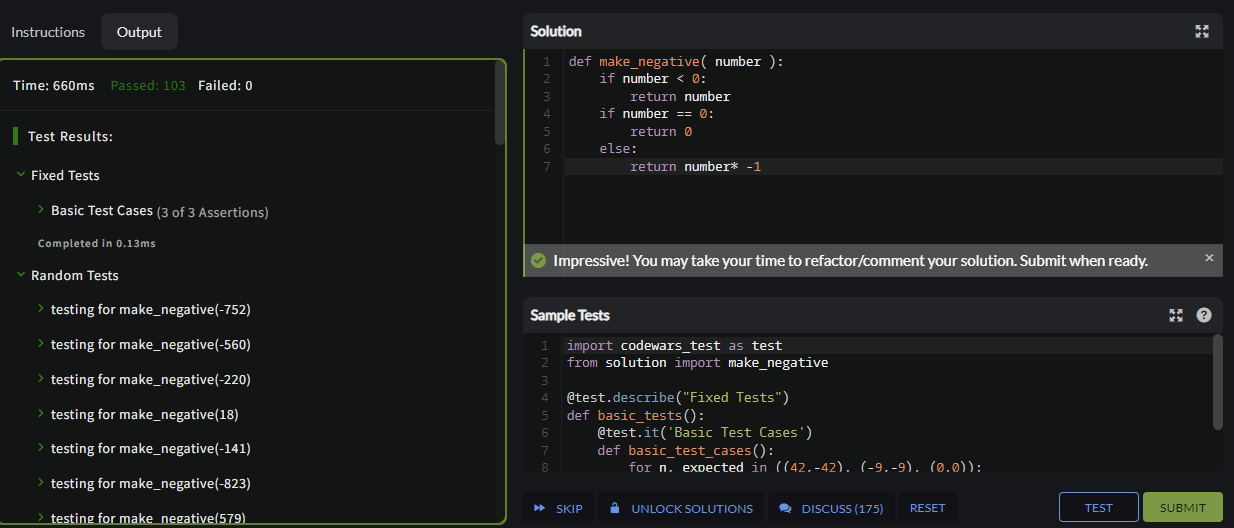 Instructions
Output
Time: 660ms Passed: 103 Failed: 0
Test Results:
Fixed Tests
Basic Test Cases (3 of 3 Assertions)
Completed in 0.13ms
Random Tests
testing for make_negative(-752)
testing for make_negative(-560)
testing for make_negative(-220)
testing for make_negative(18)
testing for make_negative(-141)
testing for make_negative(-823)
testing for make_negative(579)
Solution
1 def make_negative( number ):
2     if number < 0:
3         return number
4     if number == 0:
5         return 0
6     else:
7         return number* -1
Impressive! You may take your time to refactor/comment your solution. Submit when ready.
×
Sample Tests
?
1 import codewars_test as test
2 from solution import make_negative
3
4 @test.describe("Fixed Tests")
5 def basic_tests():
6     @test.it('Basic Test Cases')
7     def basic_test_cases():
8         for n, expected in ((42,-42), (-9,-9), (0,0)):
SKIP
UNLOCK SOLUTIONS
DISCUSS (175)
RESET
TEST
SUBMIT